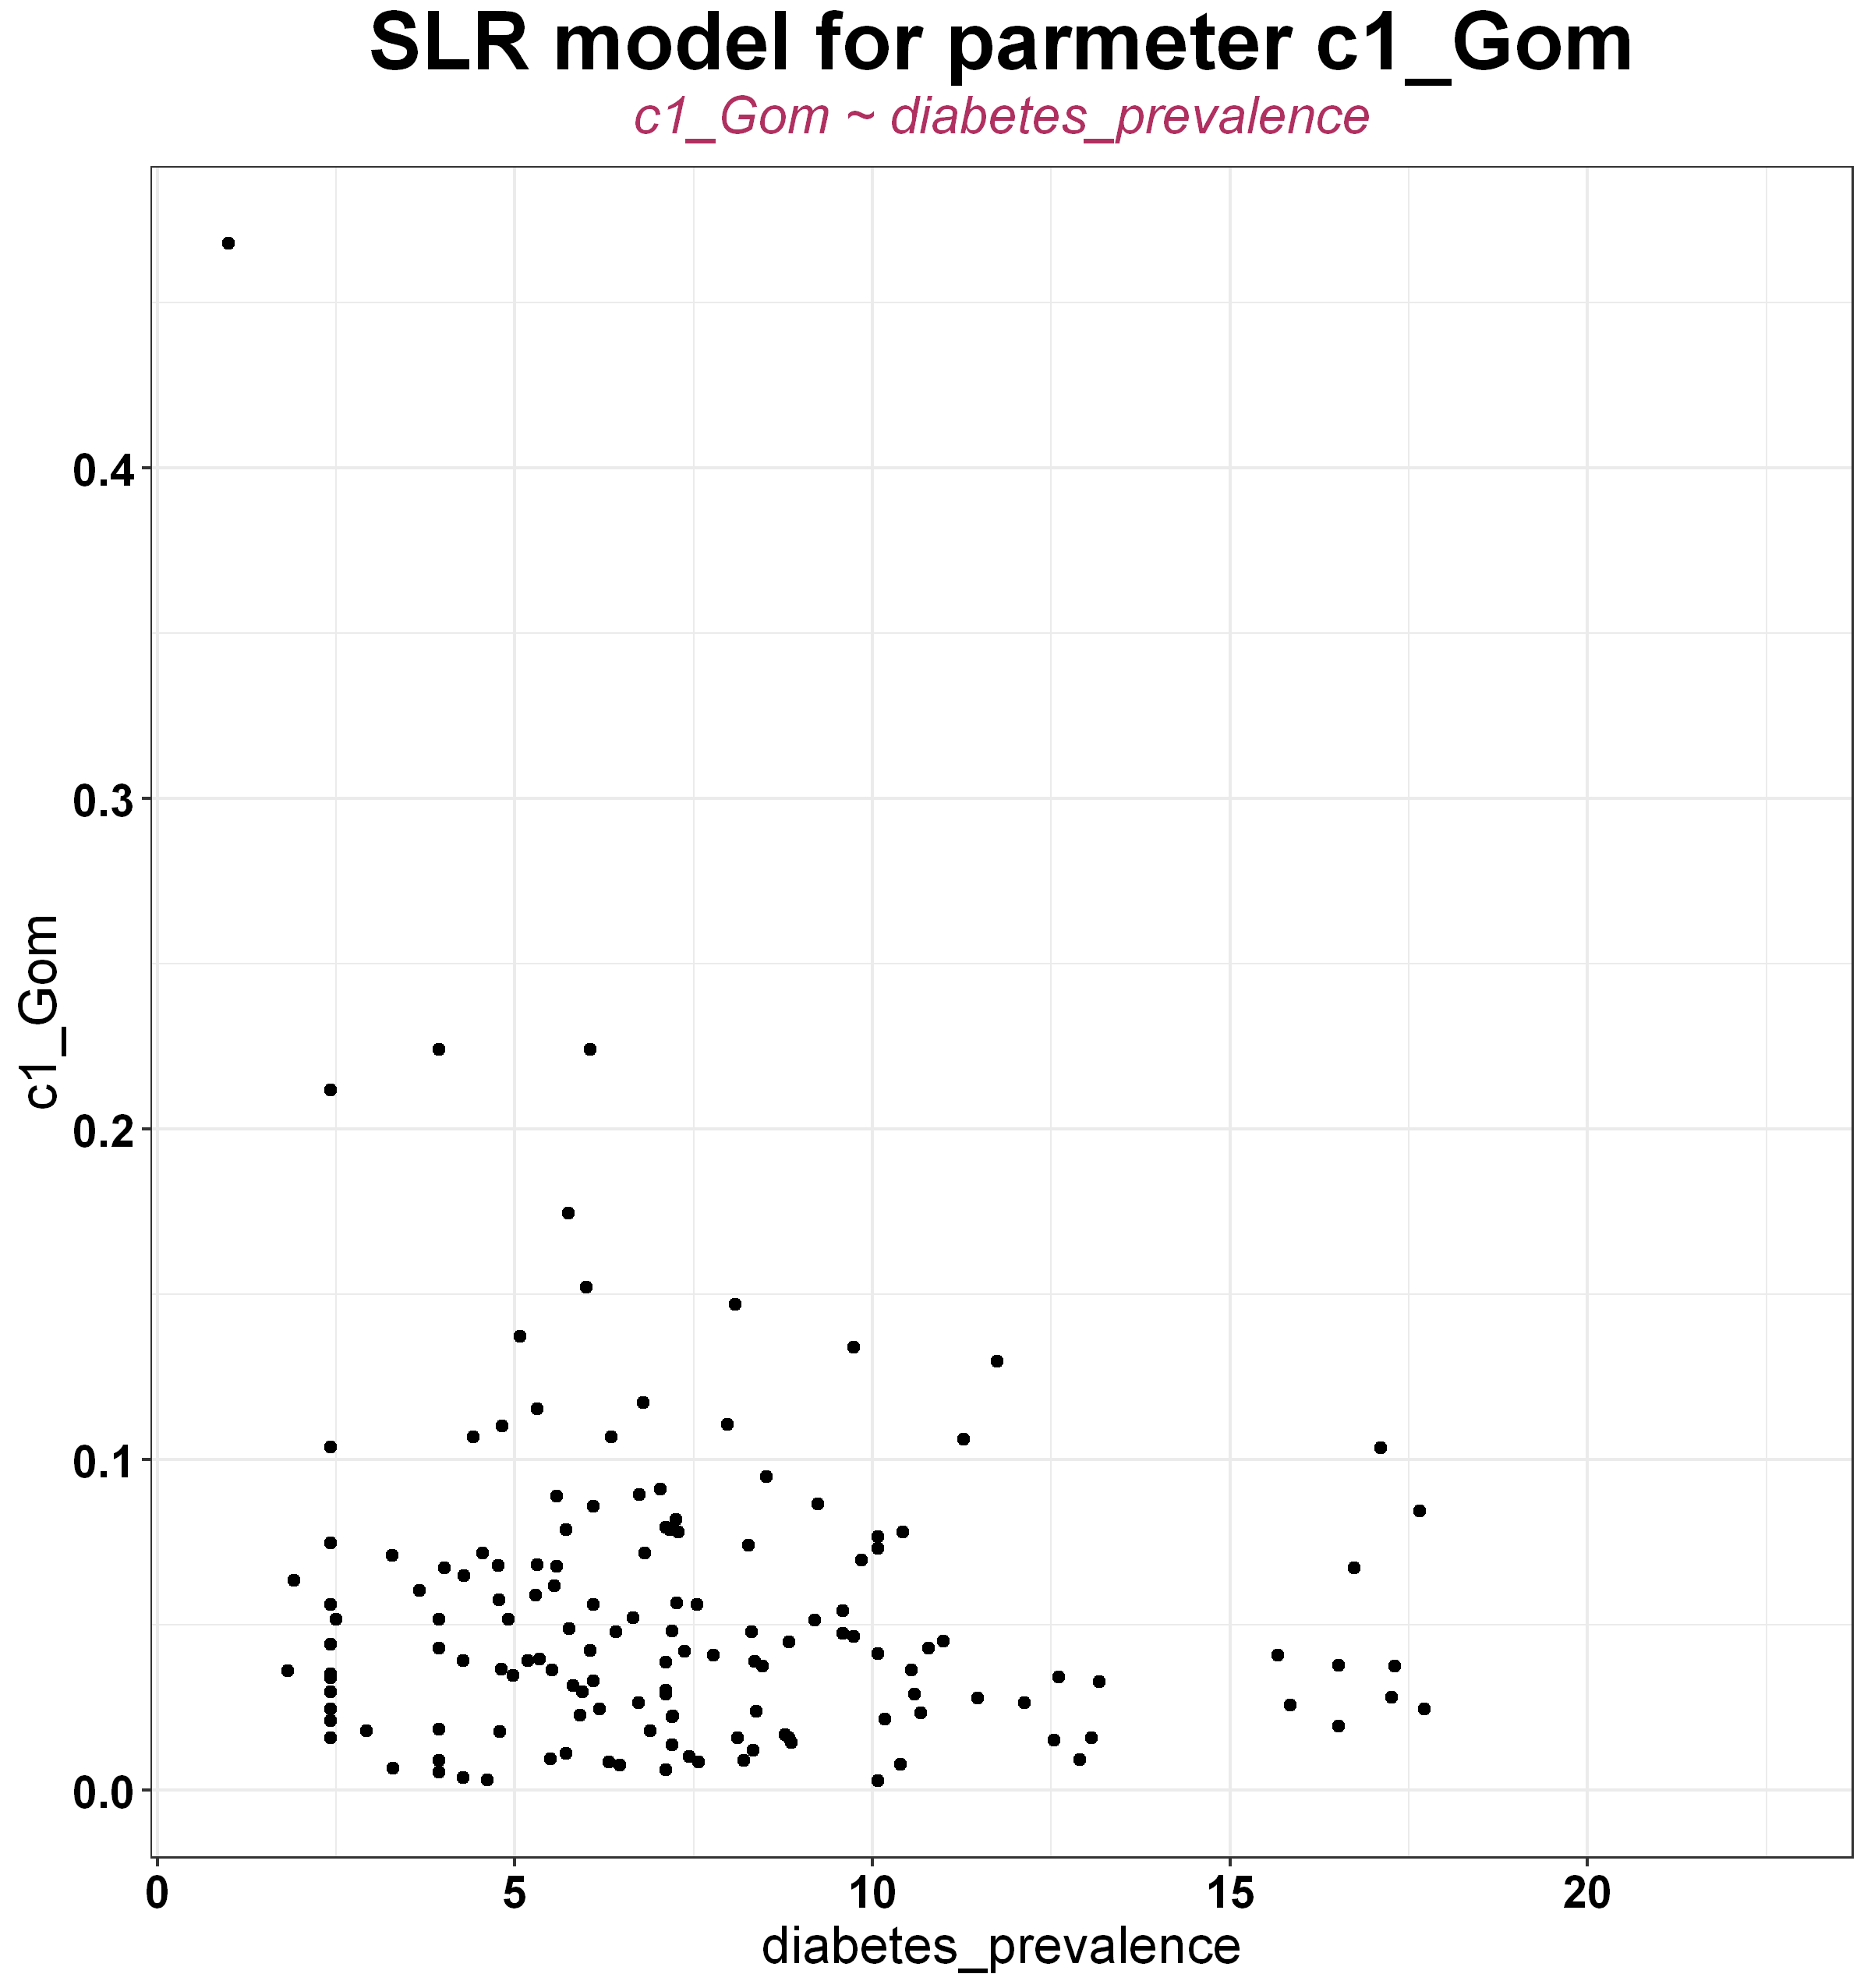 SLR model for parmeter c1_Gom
c1_Gom ~ diabetes_prevalence
c1_Gom
0.4
0.3
0.2
0.1
0.0
0 5 10 15 20
diabetes_prevalence